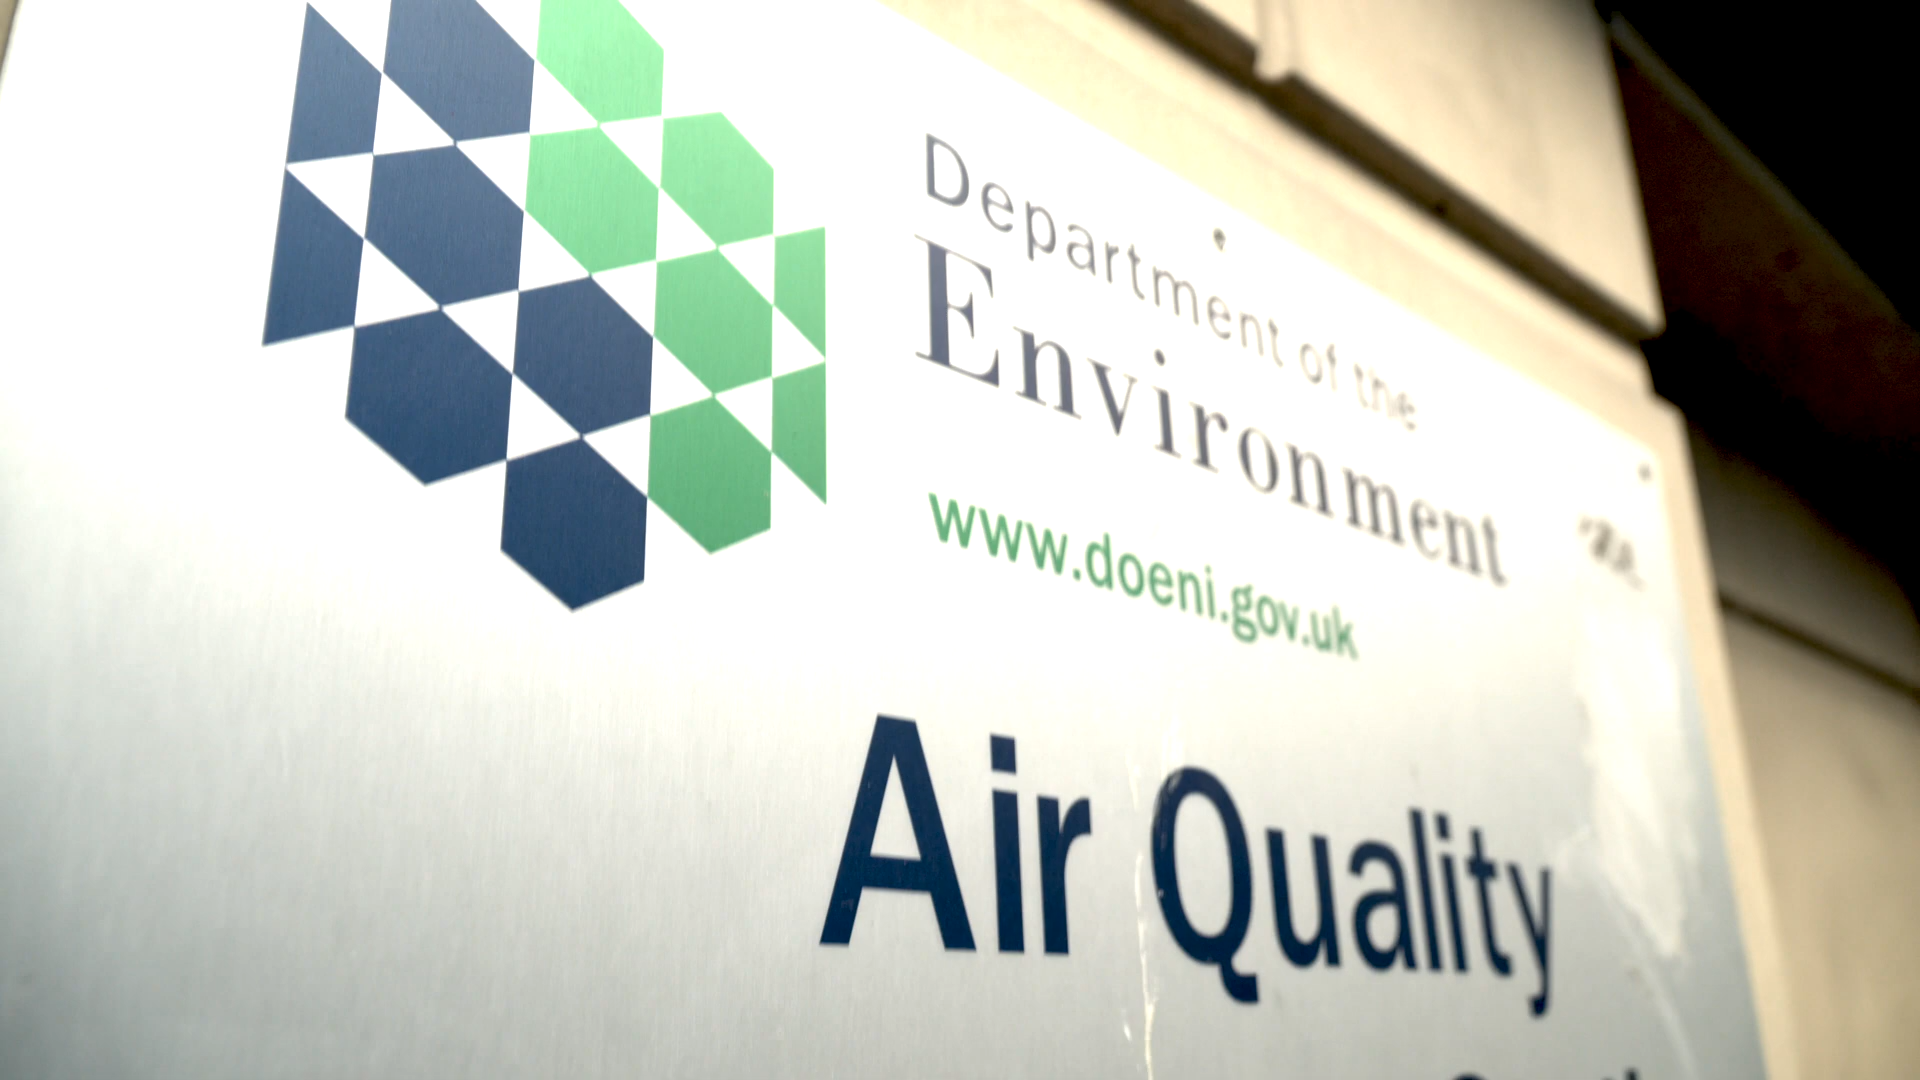 Department of the
Environment
www.doeni.gov.uk
Air Quality